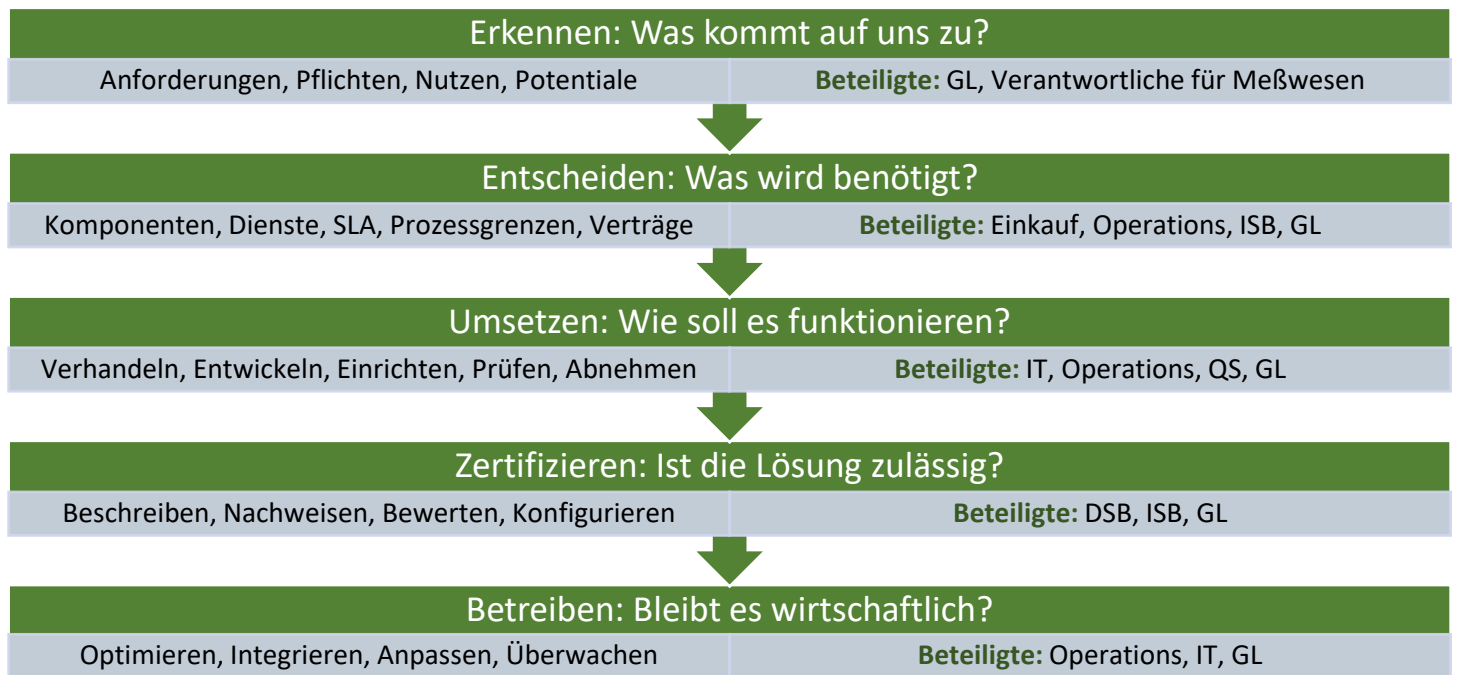 Erkennen: Was kommt auf uns zu?
Anforderungen, Pflichten, Nutzen, Potentiale
Beteiligte: GL, Verantwortliche für Meßwesen
Entscheiden: Was wird benötigt?
Komponenten, Dienste, SLA, Prozessgrenzen, Verträge
Beteiligte: Einkauf, Operations, ISB, GL
Umsetzen: Wie soll es funktionieren?
Verhandeln, Entwickeln, Einrichten, Prüfen, Abnehmen
Beteiligte: IT, Operations, QS, GL
Zertifizieren: Ist die Lösung zulässig?
Beschreiben, Nachweisen, Bewerten, Konfigurieren
Beteiligte: DSB, ISB, GL
Betreiben: Bleibt es wirtschaftlich?
Optimieren, Integrieren, Anpassen, Überwachen
Beteiligte: Operations, IT, GL